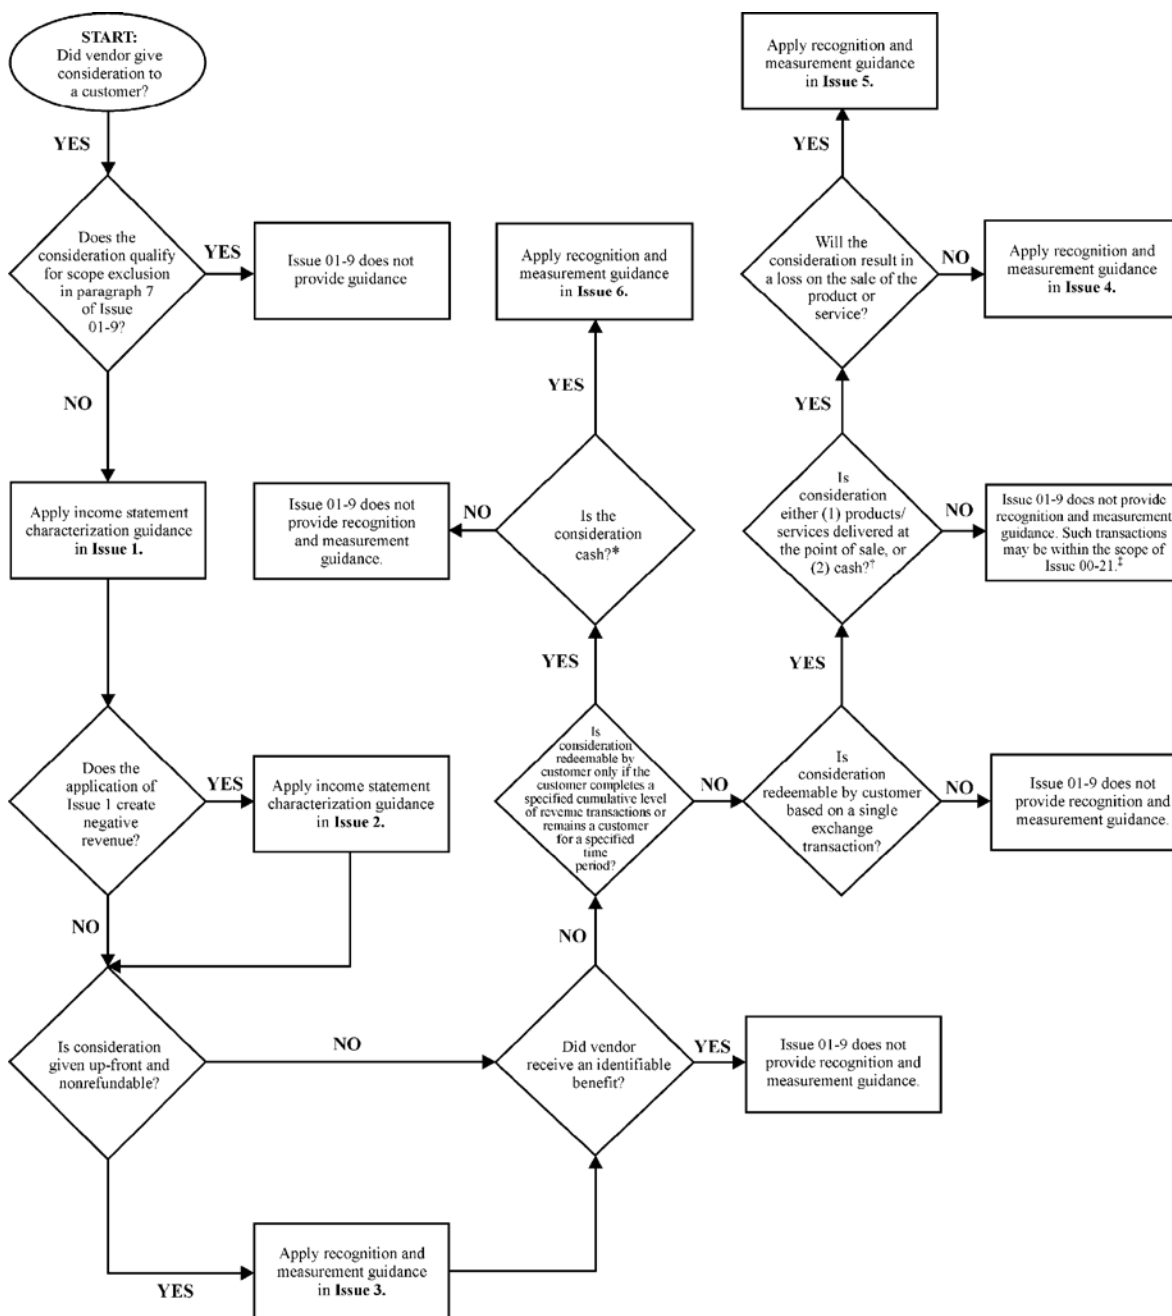 START:
Did vendor give
consideration to
a customer?
YES
Does the
consideration qualify
for scope exclusion
in paragraph 7
of Issue
01-9?
YES
Issue 01-9 does not
provide guidance
NO
Apply income statement
characterization guidance
in Issue 1.
Does the
application of
Issue 1 create
negative
revenue?
YES
Apply income statement
characterization guidance
in Issue 2.
NO
Is consideration
given up-front and
nonrefundable?
NO
YES
Apply recognition and
measurement guidance
in Issue 3.
Did vendor
receive an identifiable
benefit?
YES
Issue 01-9 does not
provide recognition and
measurement guidance.
NO
Is
consideration
redeemable by
customer only if the
customer completes a
specified cumulative level
of revenue transactions or
remains a customer
for a specified
time
period?
YES
Is the
consideration
cash?*
NO
Issue 01-9 does not
provide recognition
and measurement
guidance.
YES
Apply recognition and
measurement guidance
in Issue 6.
NO
Is
consideration
redeemable by customer
based on a single
exchange
transaction?
NO
Issue 01-9 does not
provide recognition and
measurement guidance.
YES
Is
consideration
either (1) products/
services delivered at
the point of sale, or
(2) cash?†
NO
Issue 01-9 does not provide
recognition and measurement
guidance. Such transactions
may be within the scope of
Issue 00-21.‡
YES
Will the
consideration result in
a loss on the sale of the
product or
service?
NO
Apply recognition and
measurement guidance
in Issue 4.
YES
Apply recognition and
measurement guidance
in Issue 5.